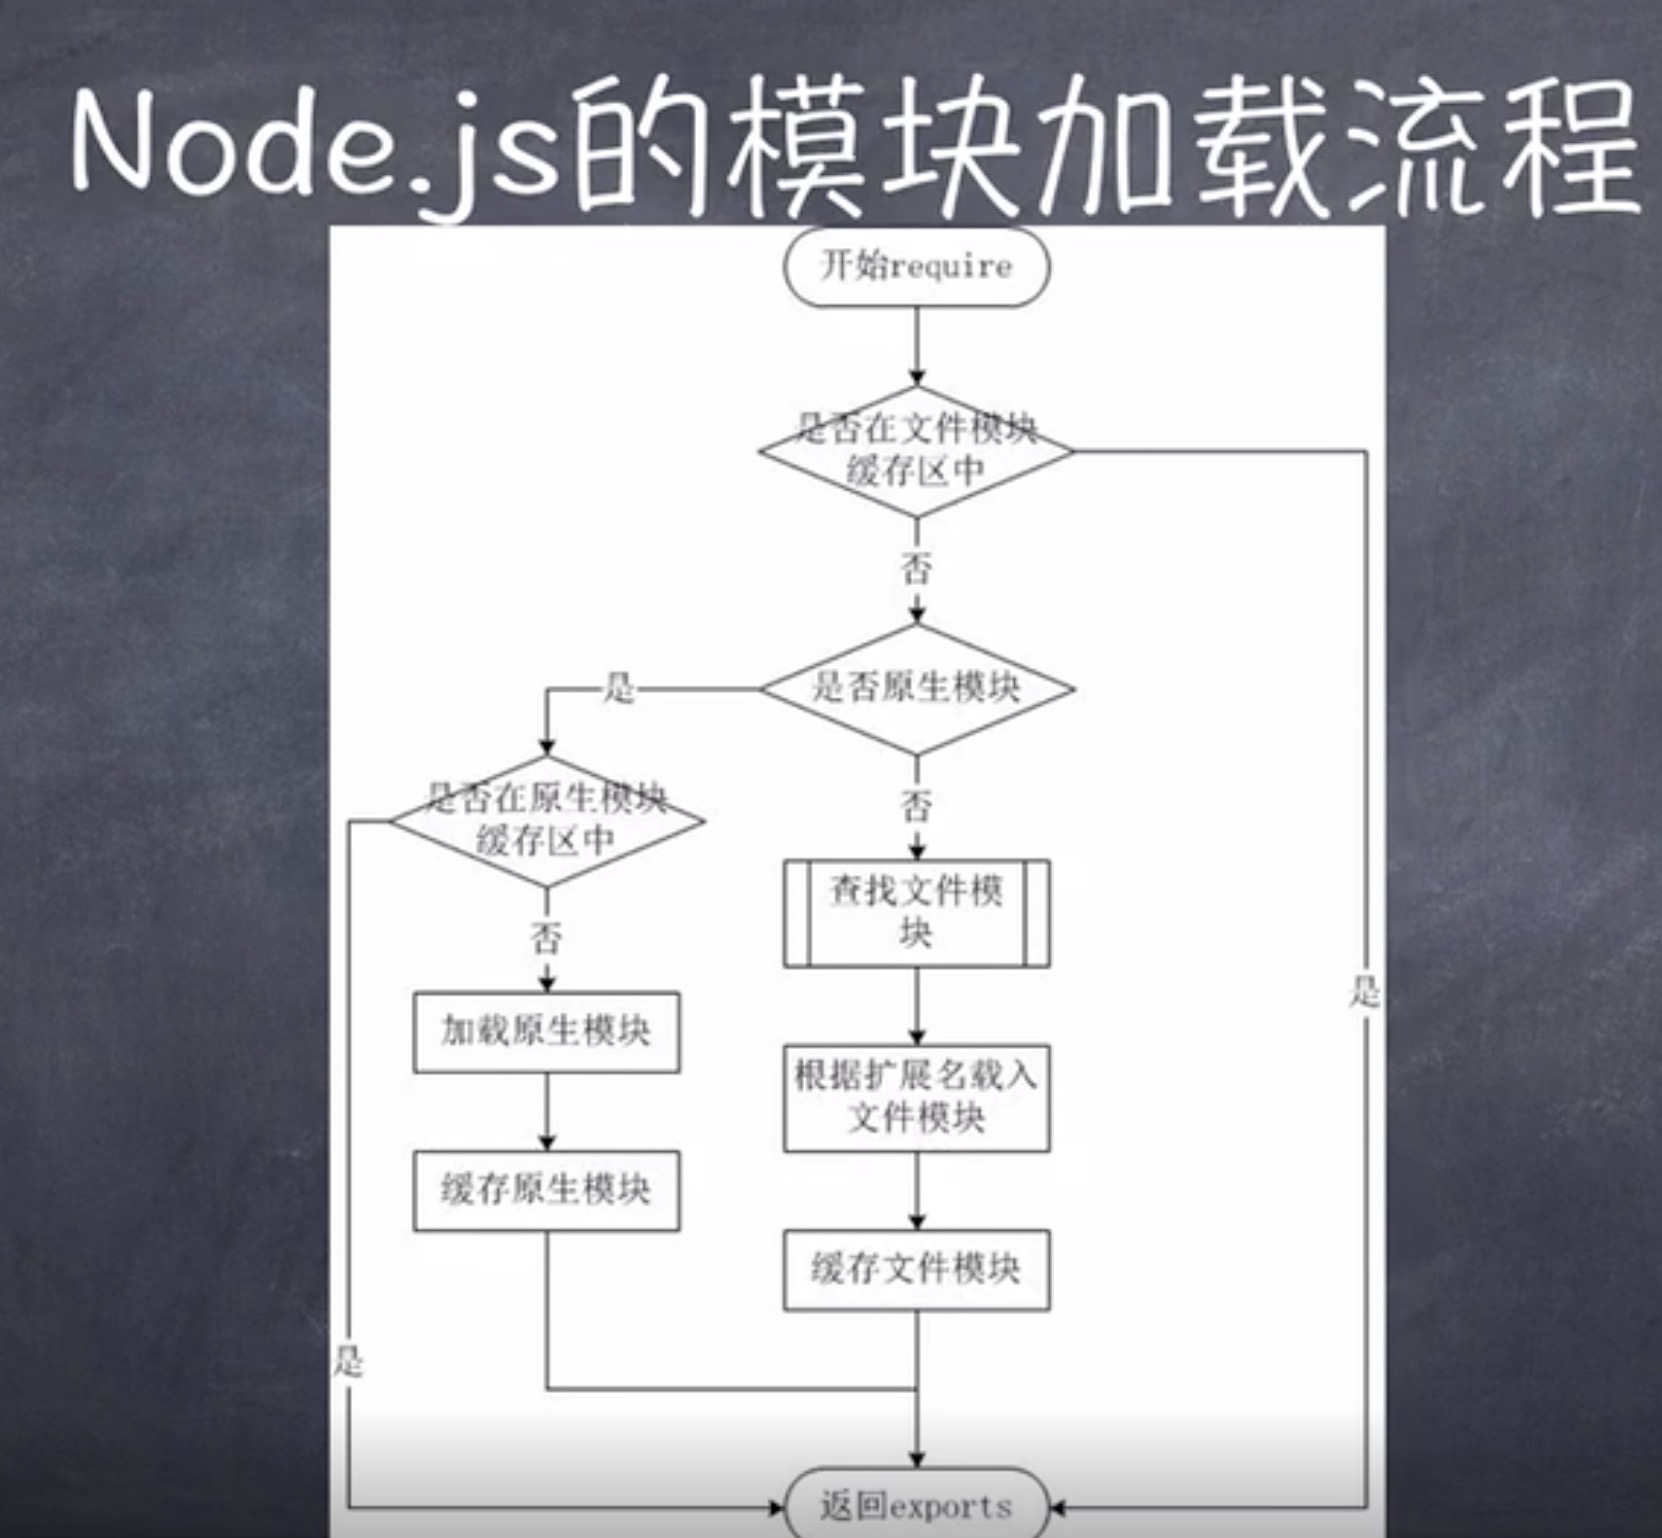 Node.js的模块加载流程
开始require
是否在文件模块
缓存区中
否
是否原生模块
是
是否在原生模块
缓存区中
否
否
查找文件模
块
加载原生模块
是
根据扩展名载入
文件模块
缓存原生模块
缓存文件模块
是
返回exports